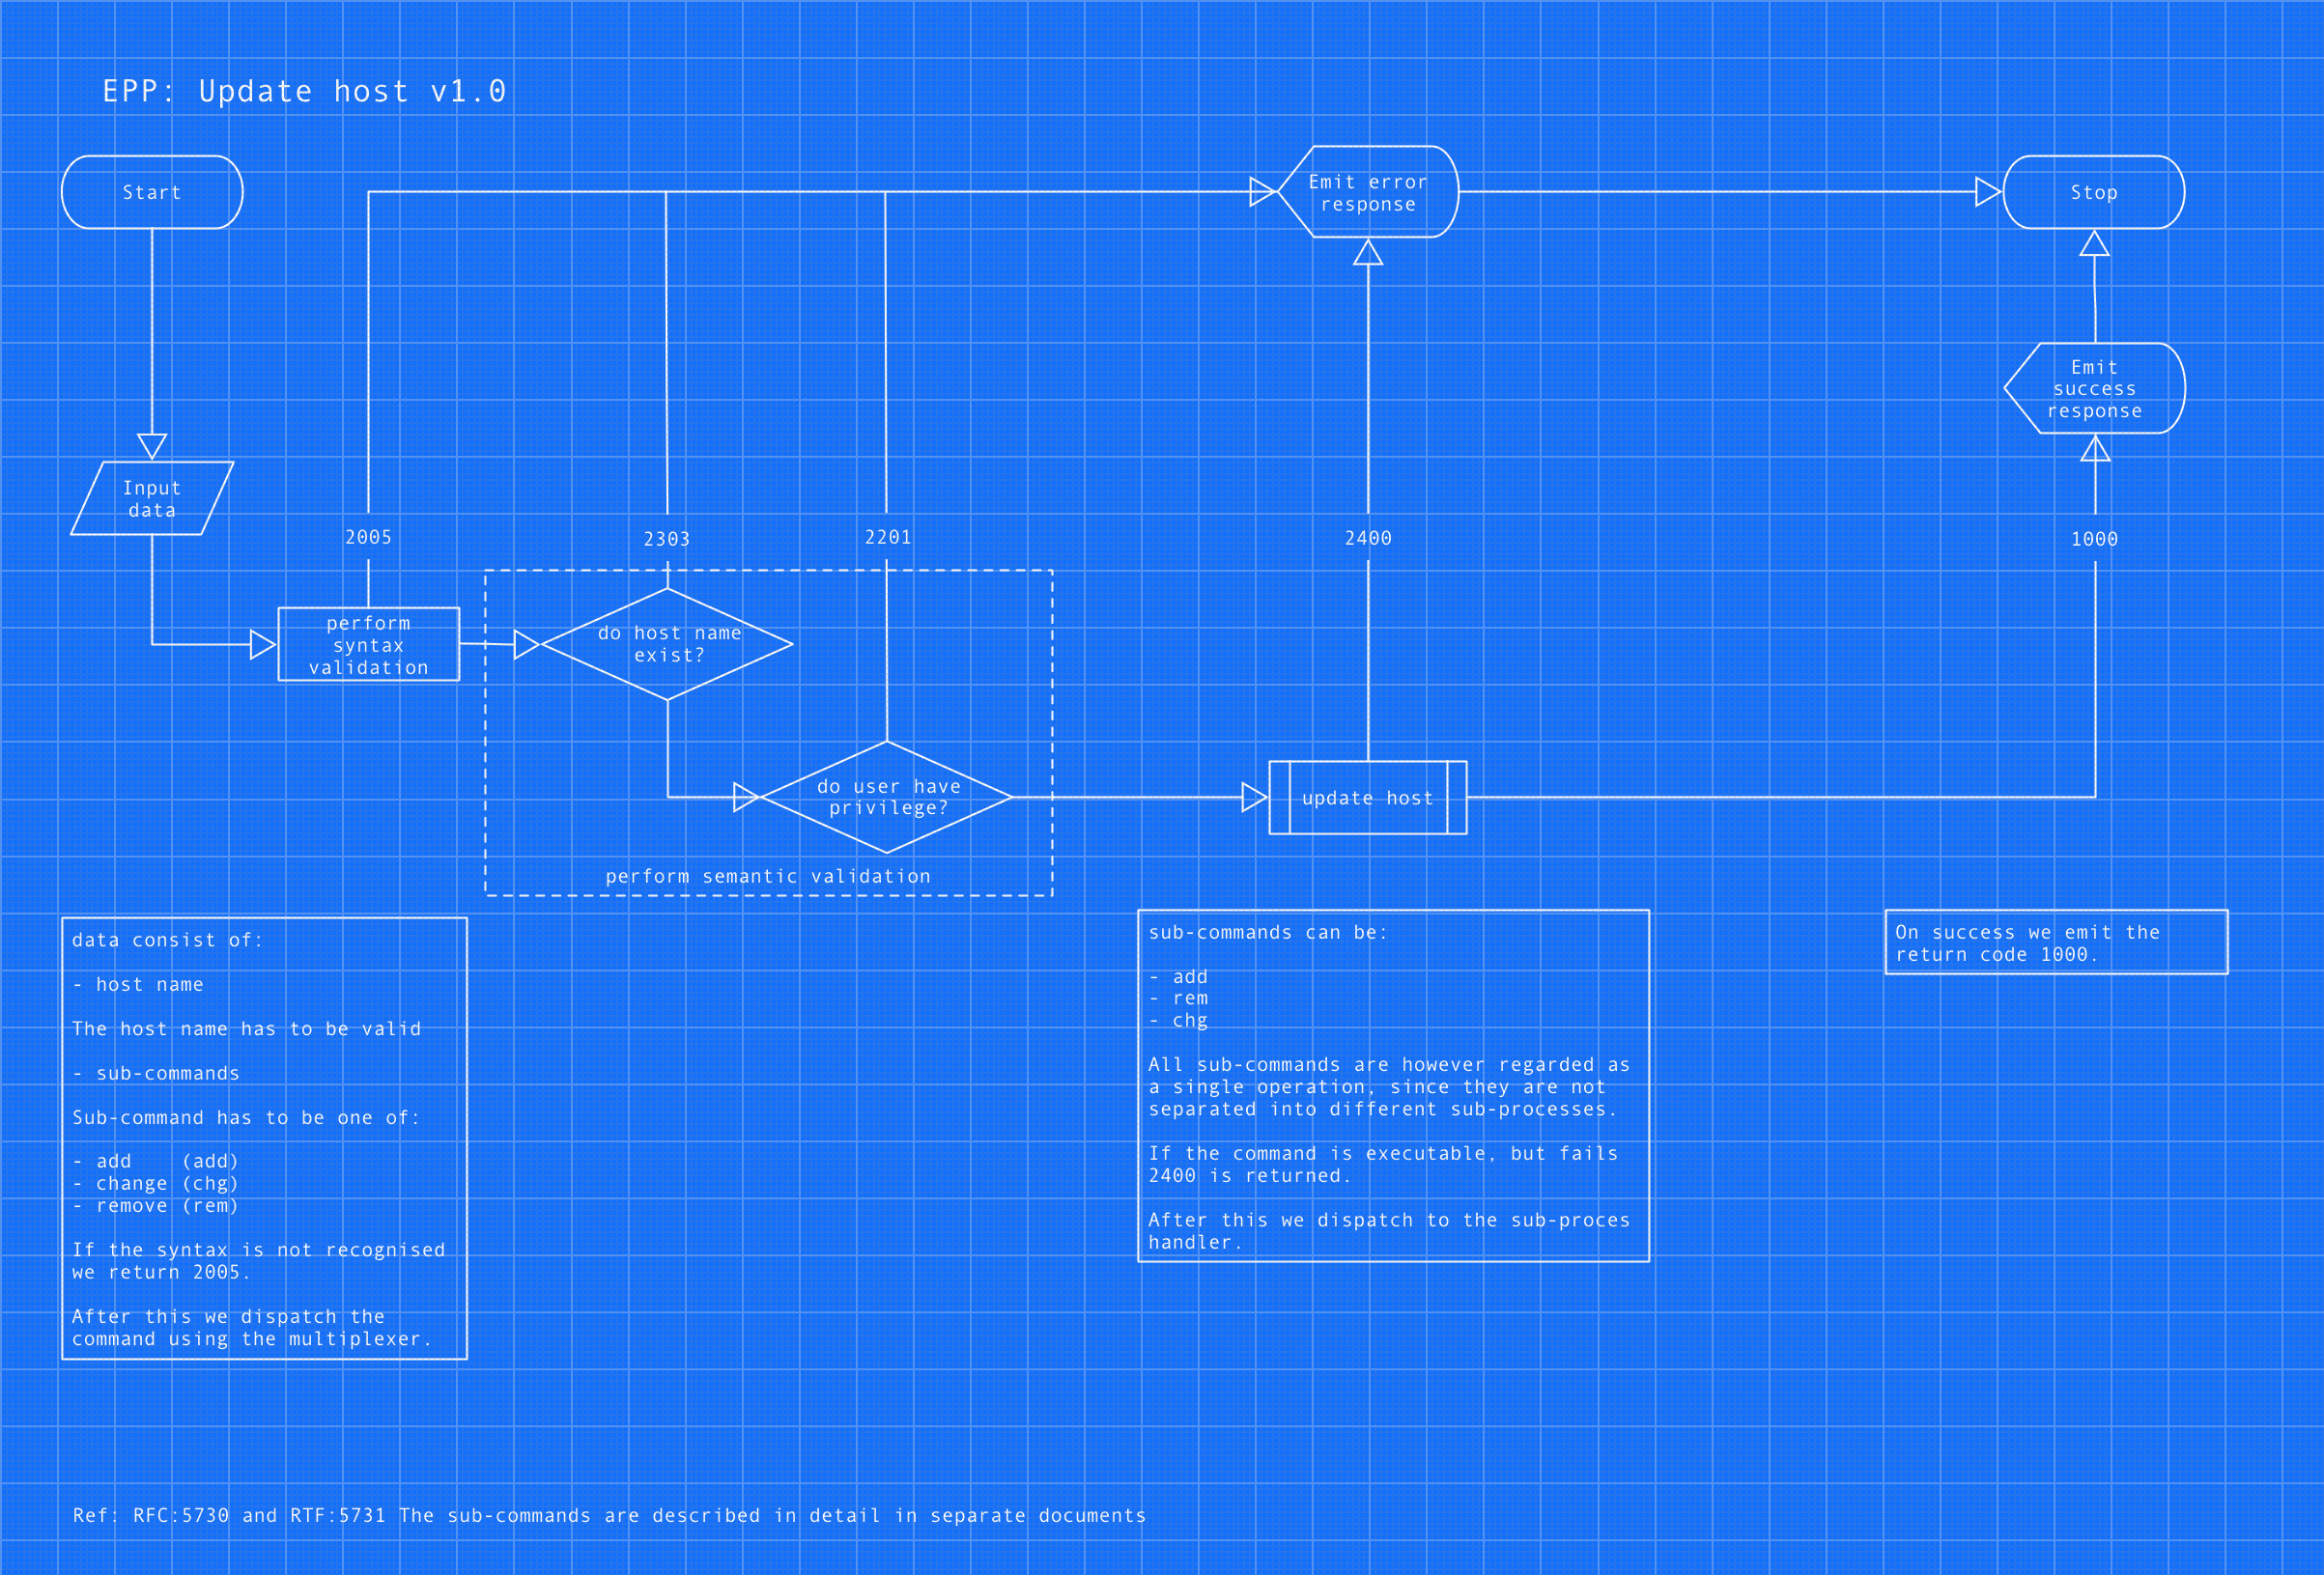 EPP: Update host v1.0
Start
Emit error
response
Stop
Emit
success
response
Input
data
2005
2303
2201
2400
1000
perform
syntax
validation
do host name
exist?
do user have
privilege?
update host
perform semantic validation
data consist of:
- host name
The host name has to be valid
- sub-commands
Sub-command has to be one of:
- add    (add)
- change (chg)
- remove (rem)
If the syntax is not recognised
we return 2005.
After this we dispatch the
command using the multiplexer.
sub-commands can be:
- add
- rem
- chg
All sub-commands are however regarded as
a single operation, since they are not
separated into different sub-processes.
If the command is executable, but fails
2400 is returned.
After this we dispatch to the sub-proces
handler.
On success we emit the
return code 1000.
Ref: RFC:5730 and RTF:5731 The sub-commands are described in detail in separate documents